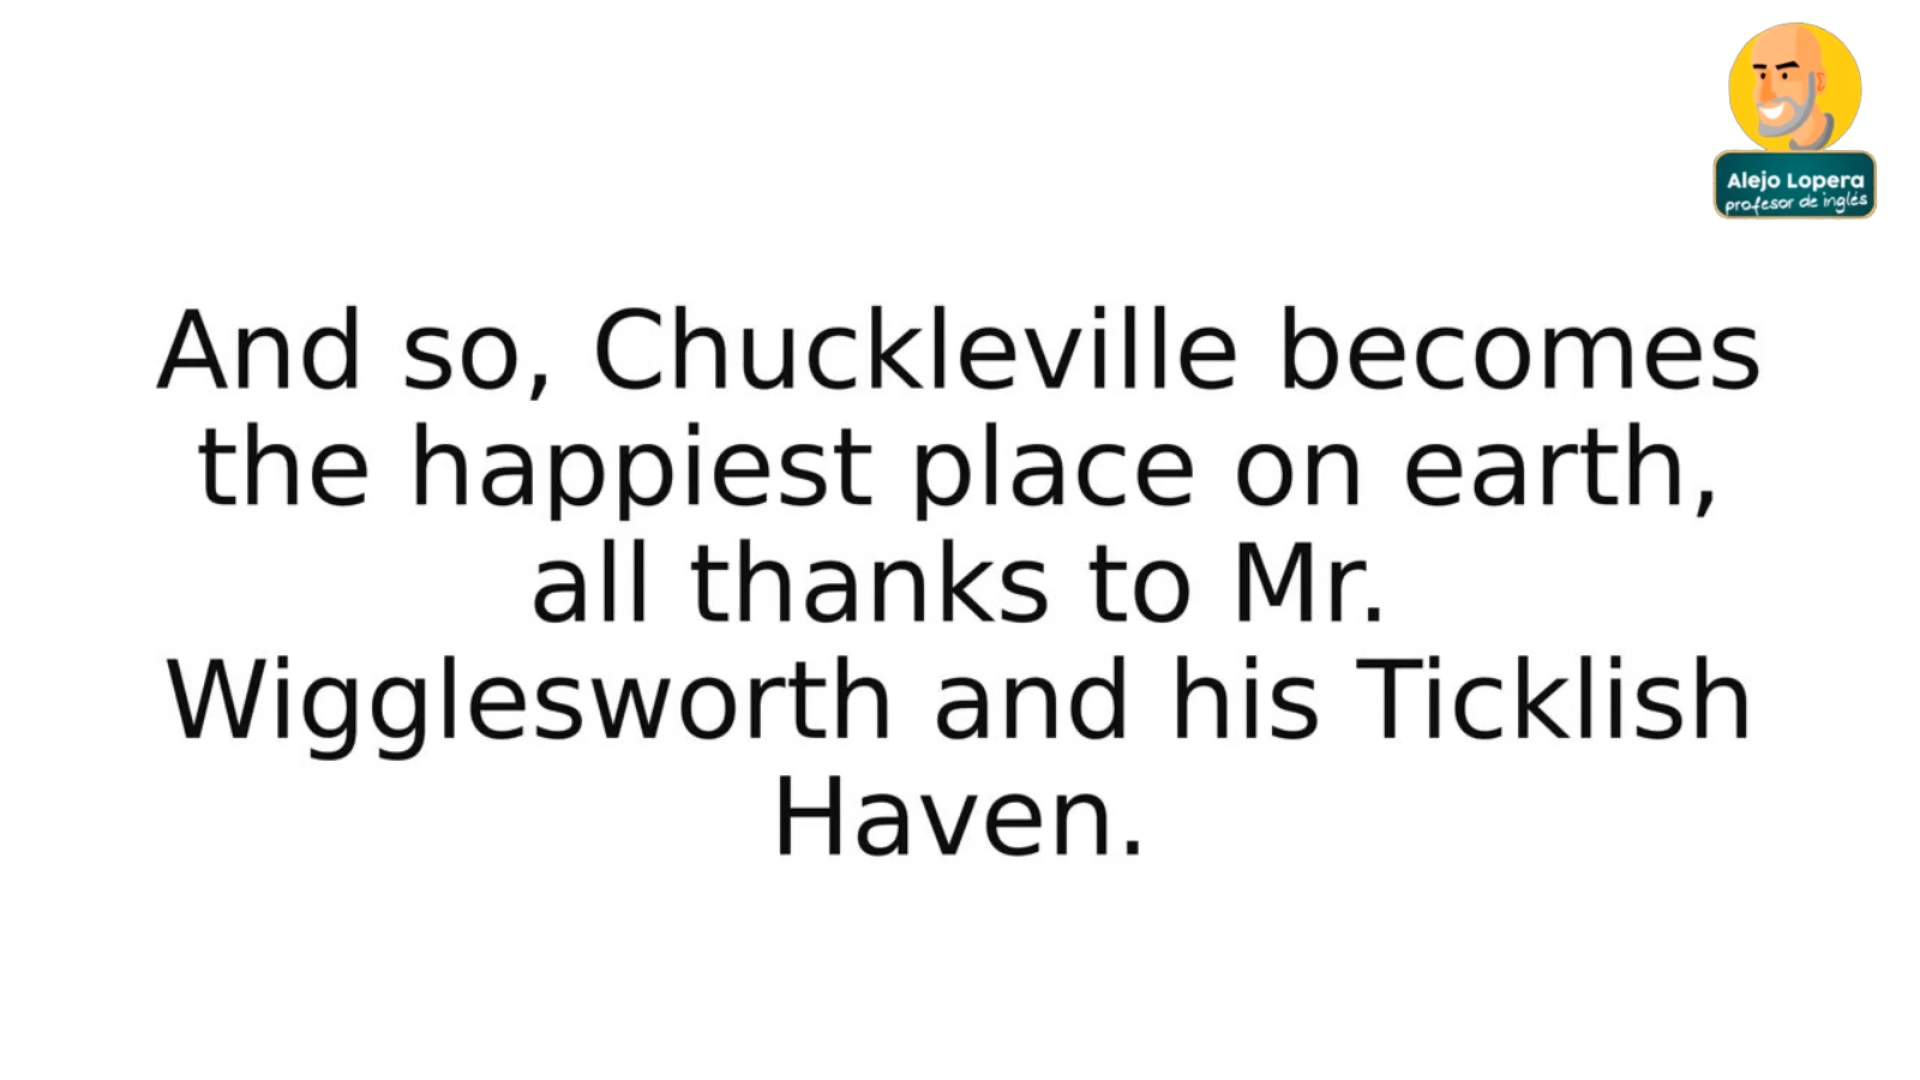 Alejo Lopera
profesor de inglés
And so, Chuckleville becomes
the happiest place on earth,
all thanks to Mr.
Wigglesworth and his Ticklish
Haven.